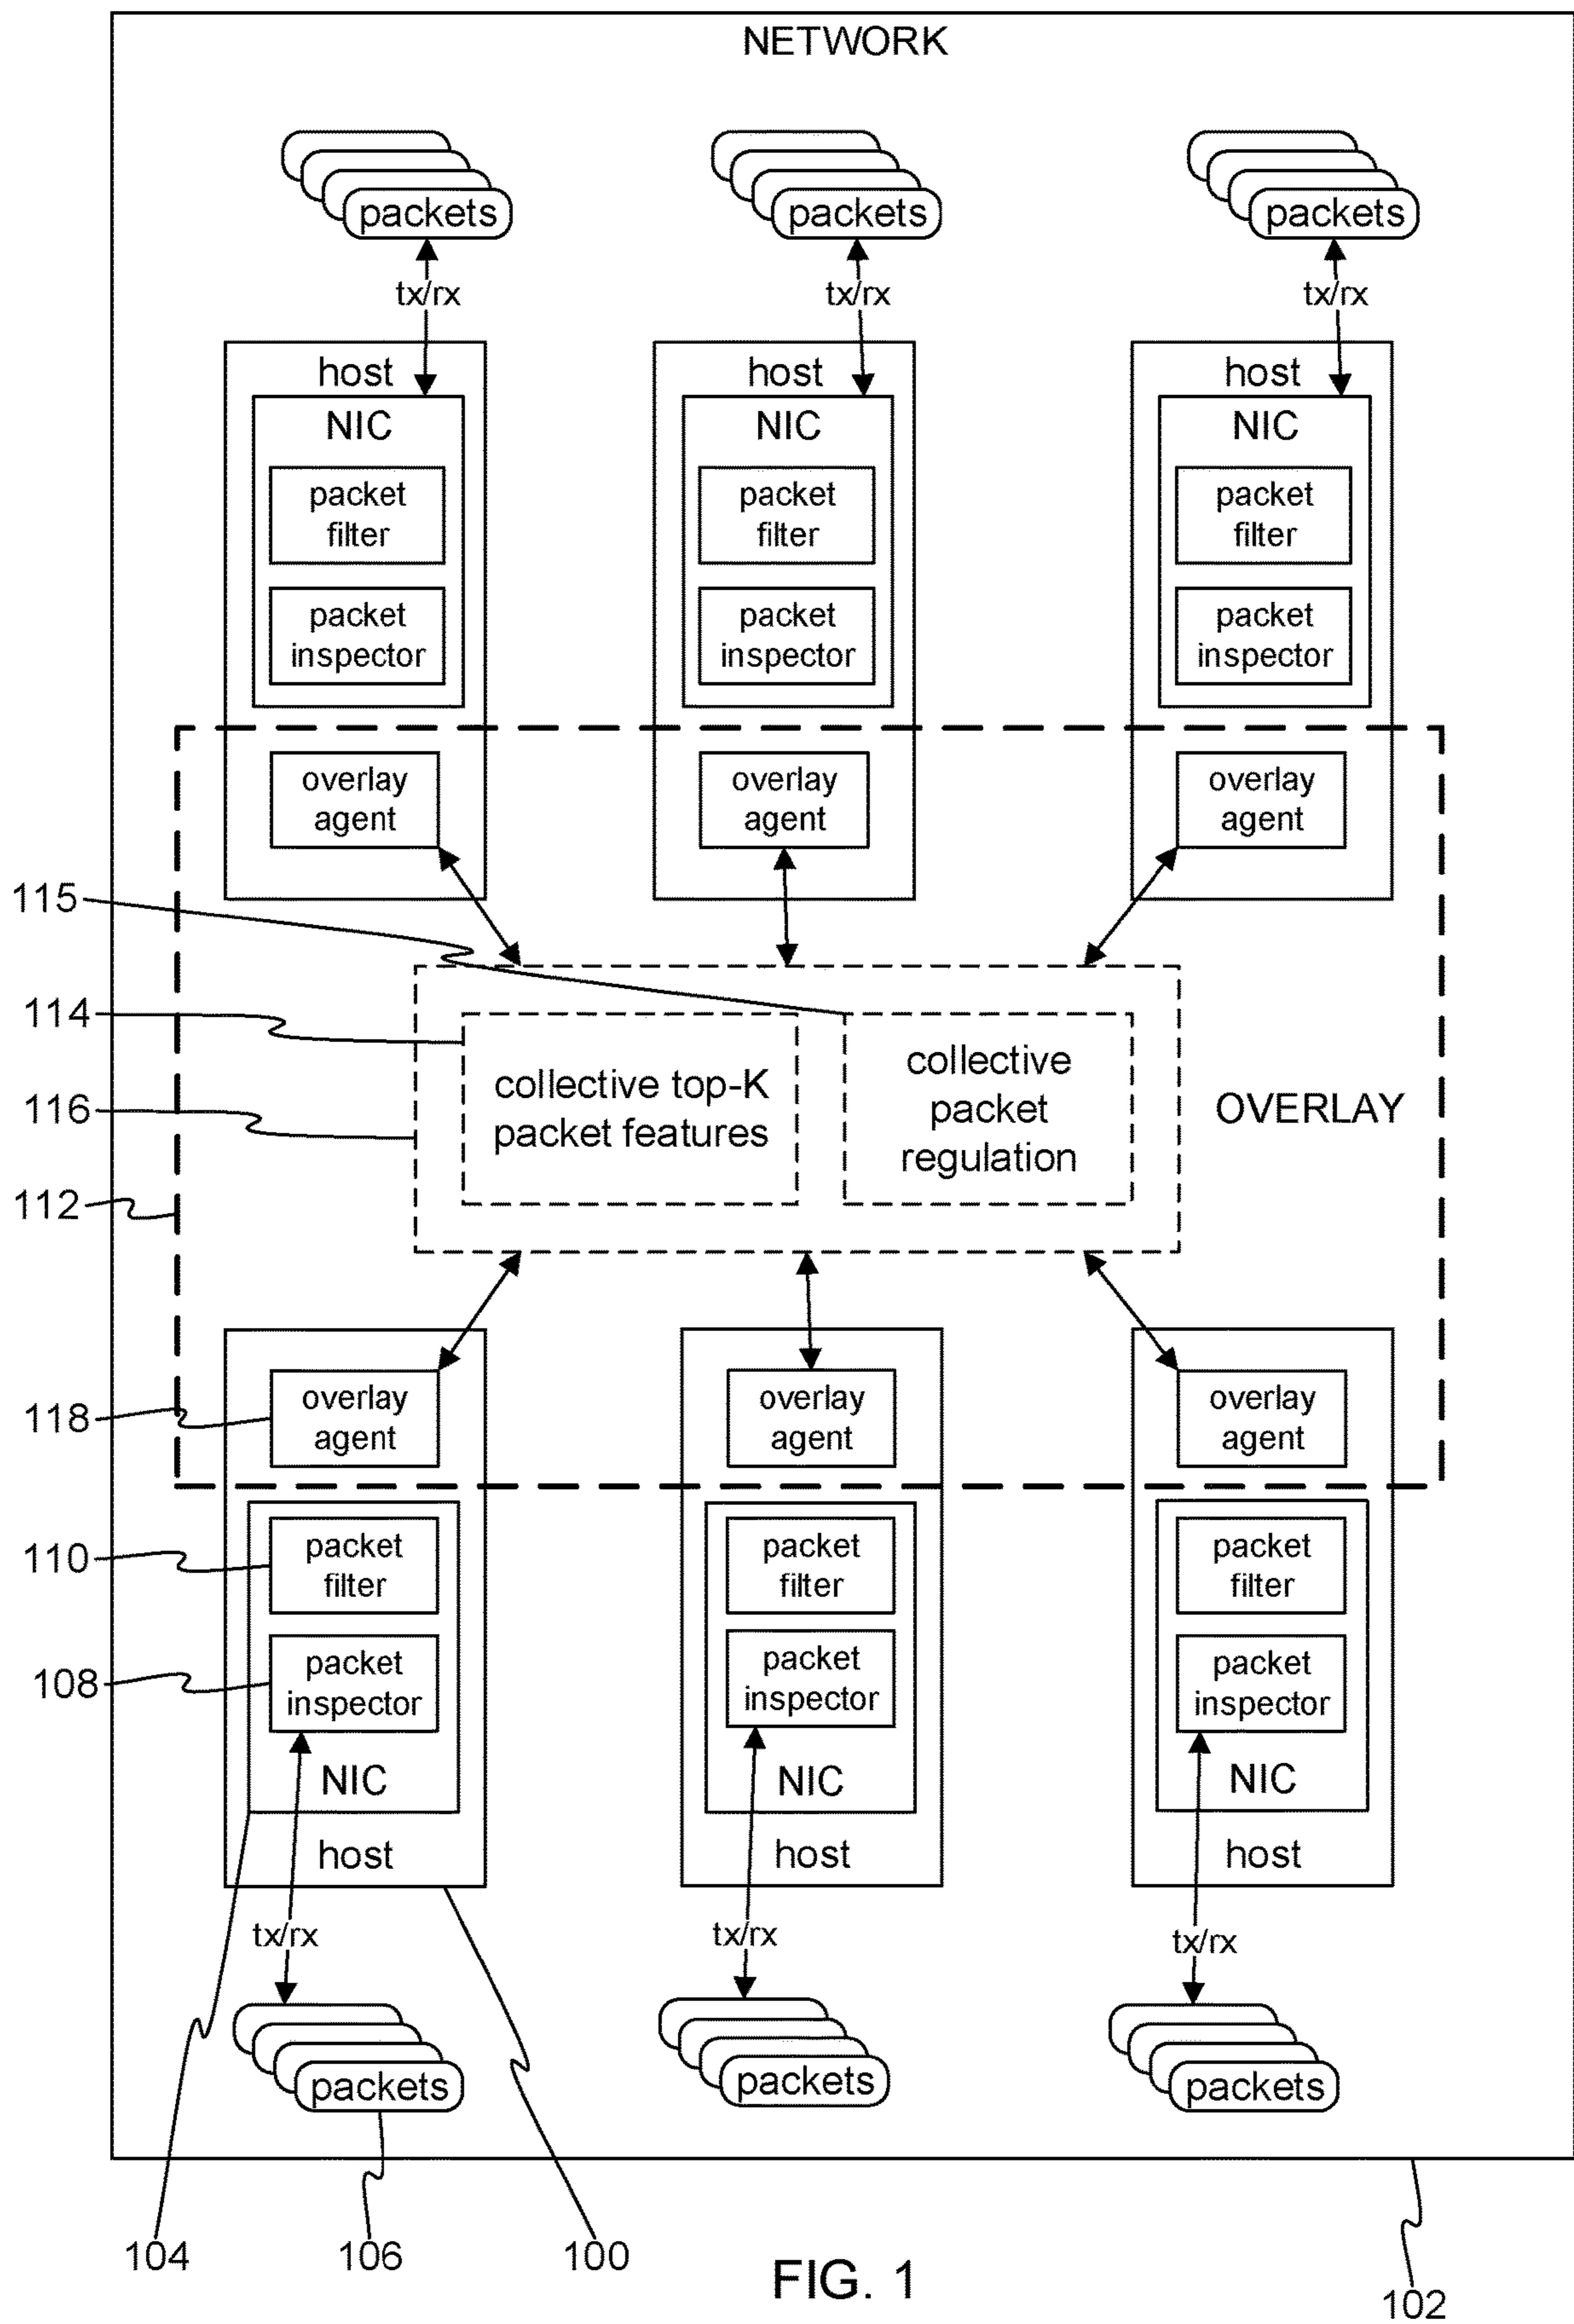 NETWORK
packets
packets
packets
tx/rx
tx/rx
tx/rx
host
host
host
NIC
NIC
NIC
packet
filter
packet
filter
packet
filter
packet
inspector
packet
inspector
packet
inspector
overlay
agent
overlay
agent
overlay
agent
115
114
116
112
collective top-K
packet features
collective
packet
regulation
OVERLAY
118
overlay
agent
overlay
agent
overlay
agent
110
packet
filter
packet
filter
packet
filter
108
packet
inspector
packet
inspector
packet
inspector
NIC
NIC
NIC
host
host
host
tx/rx
tx/rx
tx/rx
packets
packets
packets
104
106
100
FIG. 1
102